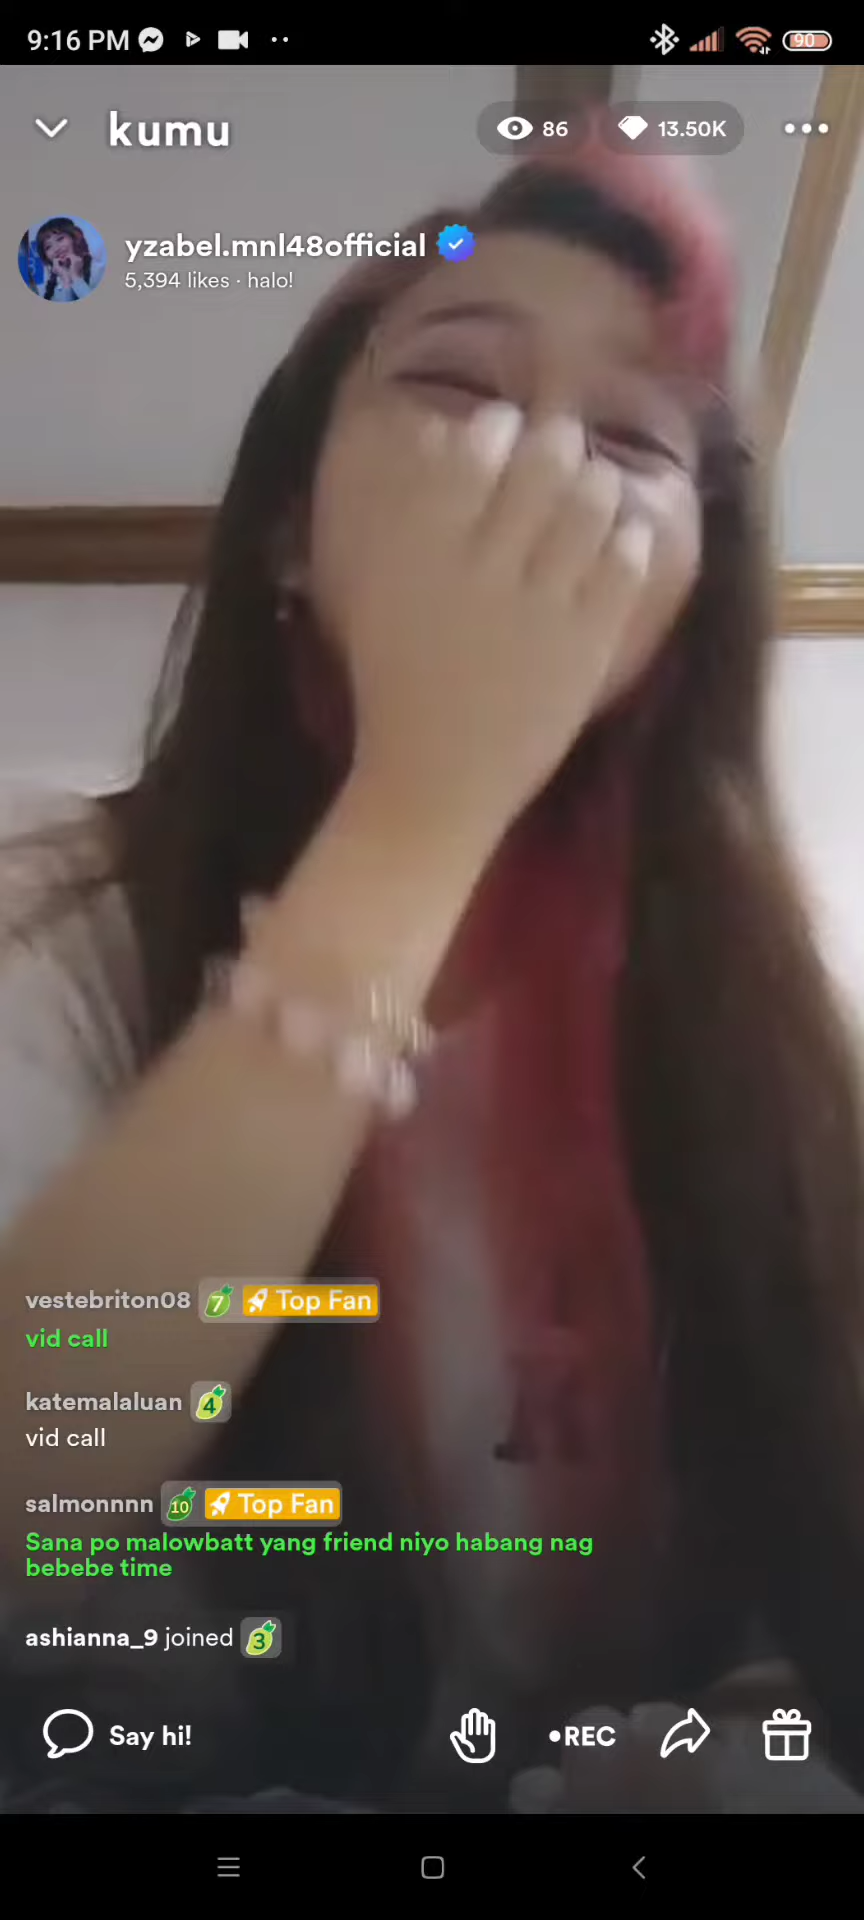 9:16 PM
90
kumu
86
13.50K
yzabel.mnl48official
5,394 likes · halo!
vestebriton08 7 Top Fan
vid call
katemalaluan 4
vid call
salmonnnn 10 Top Fan
Sana po malowbatt yang friend niyo habang nag
bebebe time
ashianna_9 joined 3
Say hi!
•REC